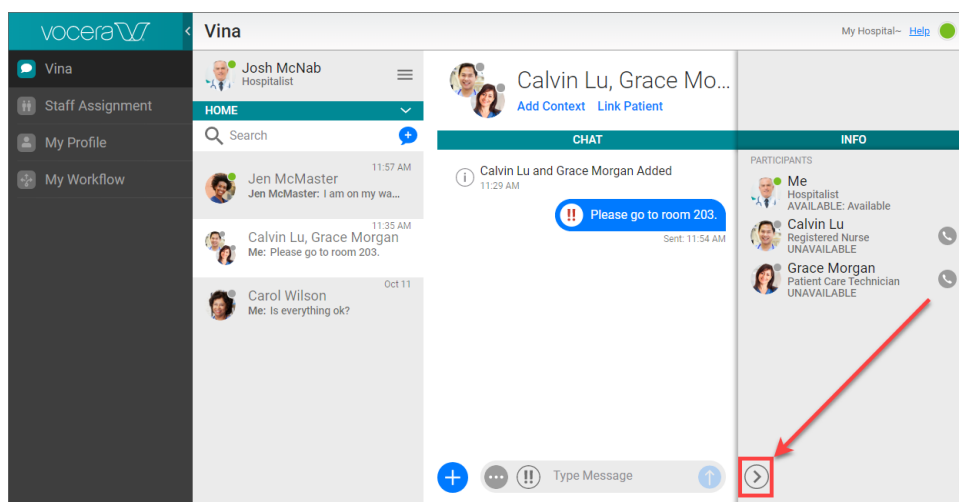 vocera
Vina
My Hospital~ Help
Vina
Staff Assignment
My Profile
My Workflow
Josh McNab
Hospitalist
HOME
Search
11:57 AM
Jen McMaster
Jen McMaster: I am on my wa...
11:35 AM
Calvin Lu, Grace Morgan
Me: Please go to room 203.
Oct 11
Carol Wilson
Me: Is everything ok?
Calvin Lu, Grace Mo...
Add Context Link Patient
CHAT
Calvin Lu and Grace Morgan Added
11:29 AM
!! Please go to room 203.
Sent: 11:54 AM
!! Type Message
INFO
PARTICIPANTS
Me
Hospitalist
AVAILABLE: Available
Calvin Lu
Registered Nurse
UNAVAILABLE
Grace Morgan
Patient Care Technician
UNAVAILABLE